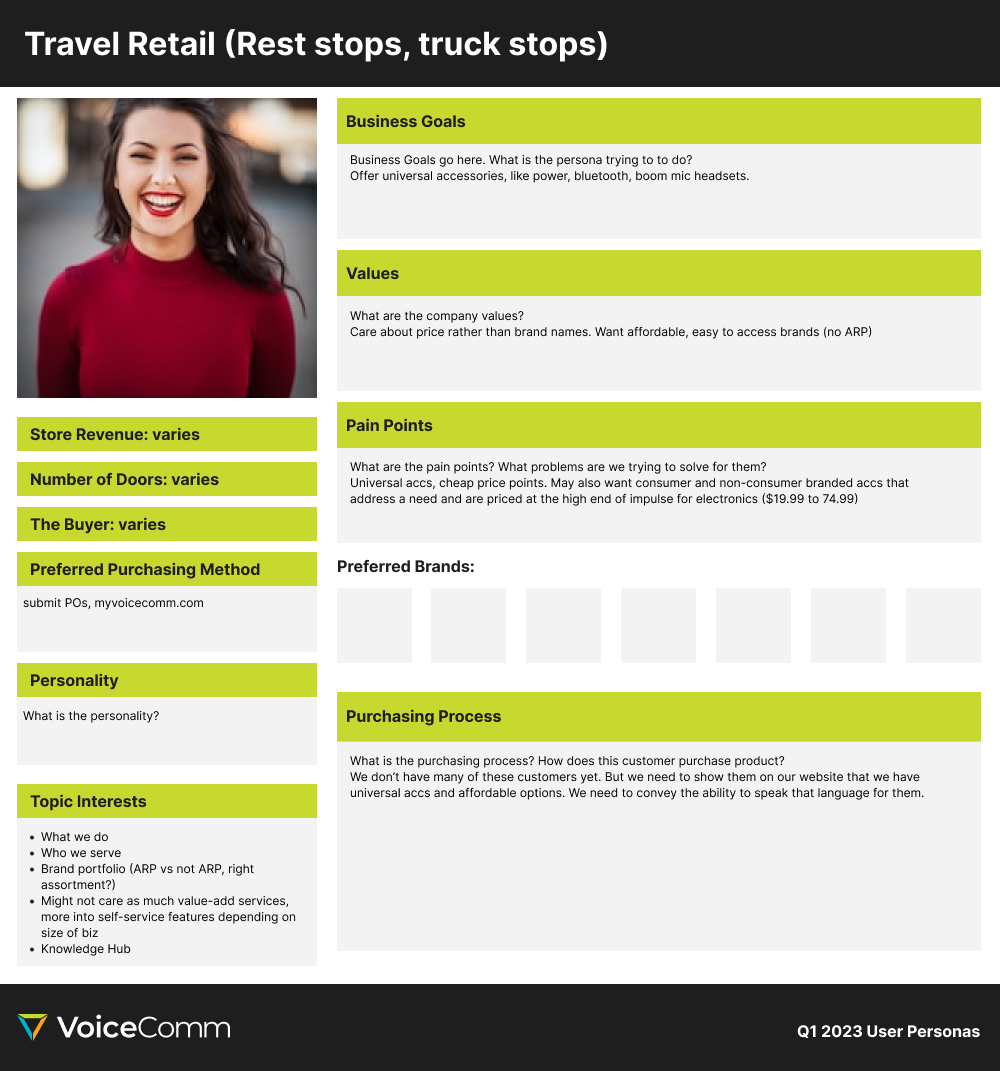 Travel Retail (Rest stops, truck stops)
Store Revenue: varies
Number of Doors: varies
The Buyer: varies
Preferred Purchasing Method
submit POs, myvoicecomm.com
Personality
What is the personality?
Topic Interests
• What we do
• Who we serve
• Brand portfolio (ARP vs not ARP, right
assortment?)
• Might not care as much value-add services,
more into self-service features depending on
size of biz
• Knowledge Hub
Business Goals
Business Goals go here. What is the persona trying to to do?
Offer universal accessories, like power, bluetooth, boom mic headsets.
Values
What are the company values?
Care about price rather than brand names. Want affordable, easy to access brands (no ARP)
Pain Points
What are the pain points? What problems are we trying to solve for them?
Universal accs, cheap price points. May also want consumer and non-consumer branded accs that
address a need and are priced at the high end of impulse for electronics ($19.99 to 74.99)
Preferred Brands:
Purchasing Process
What is the purchasing process? How does this customer purchase product?
We don’t have many of these customers yet. But we need to show them on our website that we have
universal accs and affordable options. We need to convey the ability to speak that language for them.
VoiceComm
Q1 2023 User Personas